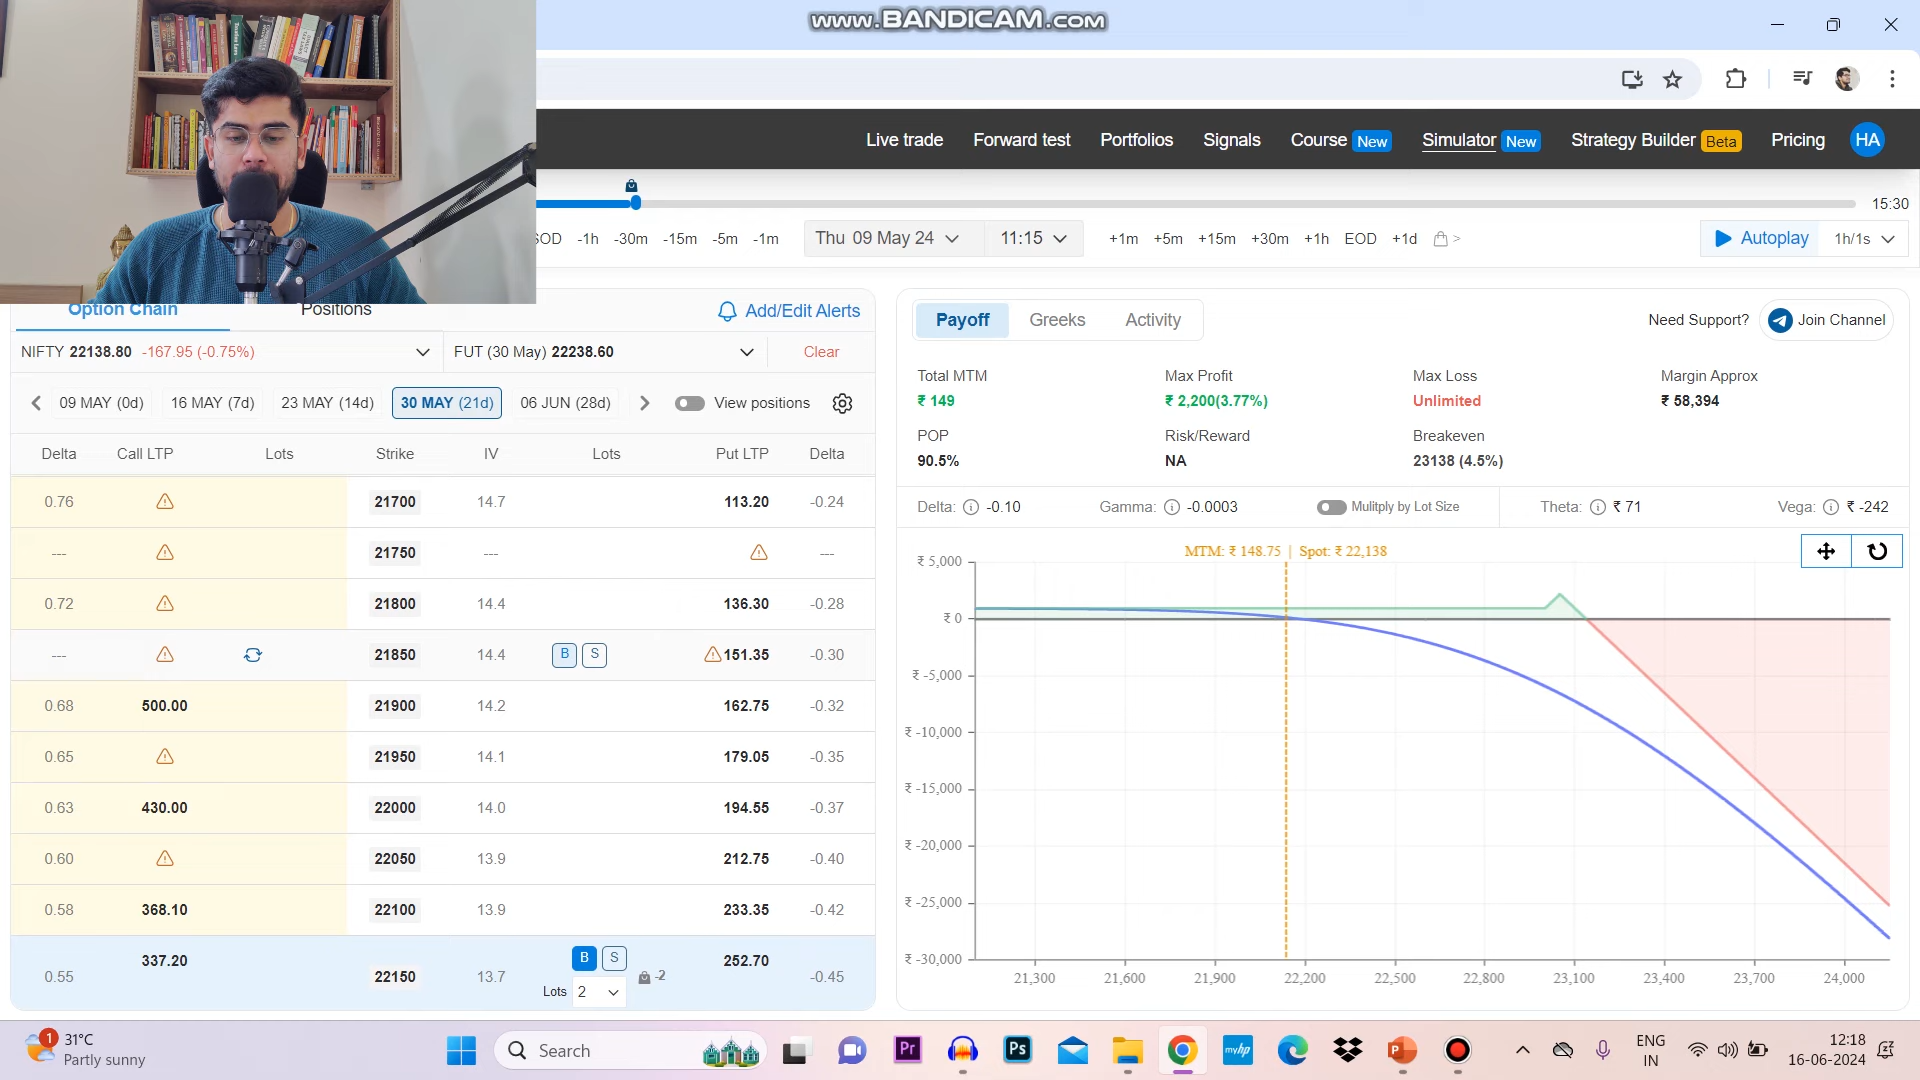 www.BANDICAM.com
Live trade Forward test Portfolios Signals Course New Simulator New Strategy Builder Beta Pricing HA
15:30
SOD -1h -30m -15m -5m -1m Thu 09 May 24 11:15 +1m +5m +15m +30m +1h EOD +1d > Autoplay 1h/1s
Option Chain Positions Add/Edit Alerts
NIFTY 22138.80 -167.95 (-0.75%) FUT (30 May) 22238.60 Clear
09 MAY (0d) 16 MAY (7d) 23 MAY (14d) 30 MAY (21d) 06 JUN (28d) View positions
Delta Call LTP Lots Strike IV Lots Put LTP Delta
0.76 21700 14.7 113.20 -0.24
--- 21750 --- ---
0.72 21800 14.4 136.30 -0.28
--- 21850 14.4 B S 151.35 -0.30
0.68 500.00 21900 14.2 162.75 -0.32
0.65 21950 14.1 179.05 -0.35
0.63 430.00 22000 14.0 194.55 -0.37
0.60 22050 13.9 212.75 -0.40
0.58 368.10 22100 13.9 233.35 -0.42
0.55 337.20 22150 13.7 B S 252.70 -0.45
Lots 2 -2
Payoff Greeks Activity Need Support? Join Channel
Total MTM Max Profit Max Loss Margin Approx
₹ 149 ₹ 2,200(3.77%) Unlimited ₹ 58,394
POP Risk/Reward Breakeven
90.5% NA 23138 (4.5%)
Delta: -0.10 Gamma: -0.0003 Mulitply by Lot Size Theta: ₹ 71 Vega: ₹ -242
MTM: ₹ 148.75 | Spot: ₹ 22,138
₹ 5,000
₹ 0
₹ -5,000
₹ -10,000
₹ -15,000
₹ -20,000
₹ -25,000
₹ -30,000
21,300 21,600 21,900 22,200 22,500 22,800 23,100 23,400 23,700 24,000
1 31°C
Partly sunny
Search
Pr
Ps
myhp
P
ENG
IN
12:18
16-06-2024